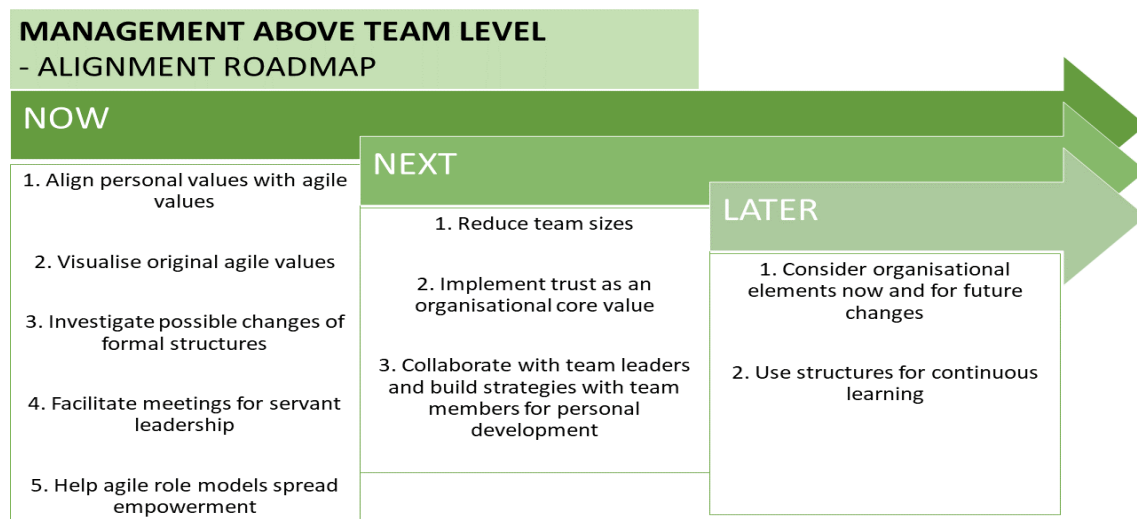 MANAGEMENT ABOVE TEAM LEVEL
- ALIGNMENT ROADMAP
NOW
1. Align personal values with agile
values
2. Visualise original agile values
3. Investigate possible changes of
formal structures
4. Facilitate meetings for servant
leadership
5. Help agile role models spread
empowerment
NEXT
1. Reduce team sizes
2. Implement trust as an
organisational core value
3. Collaborate with team leaders
and build strategies with team
members for personal
development
LATER
1. Consider organisational
elements now and for future
changes
2. Use structures for continuous
learning